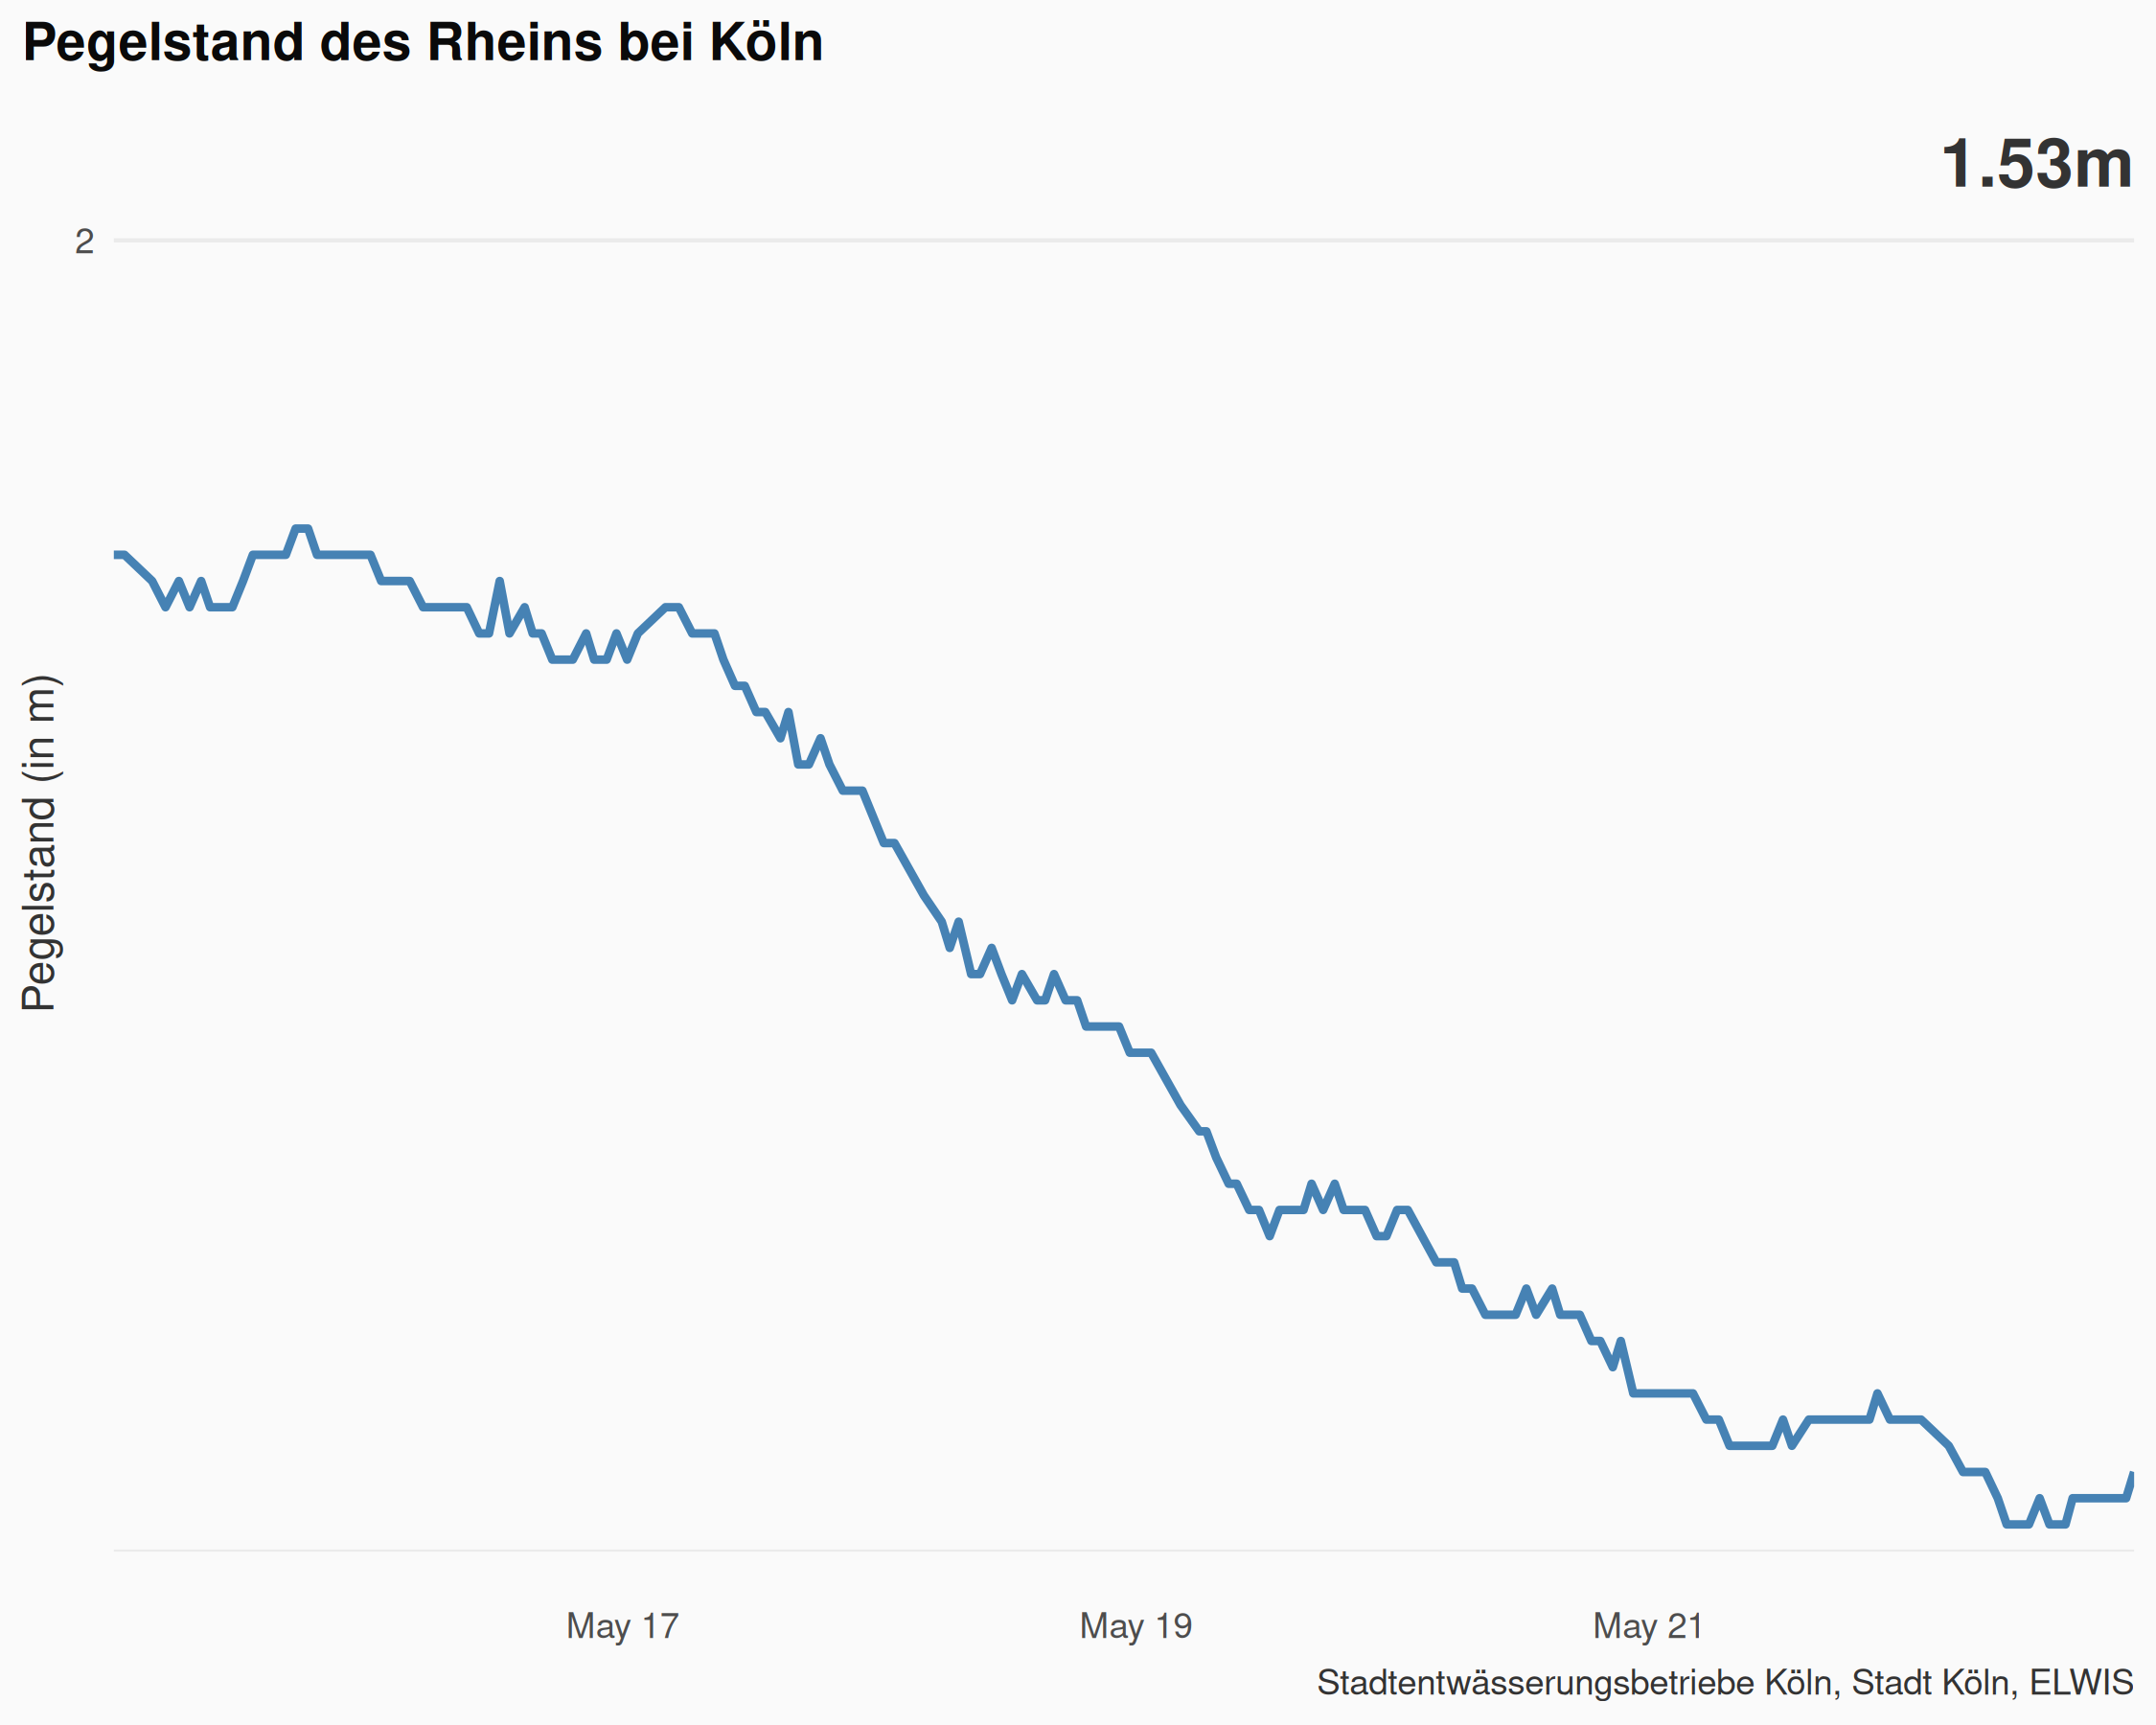 Pegelstand des Rheins bei Köln
1.53m
2
Pegelstand (in m)
May 17
May 19
May 21
Stadtentwässerungsbetriebe Köln, Stadt Köln, ELWIS